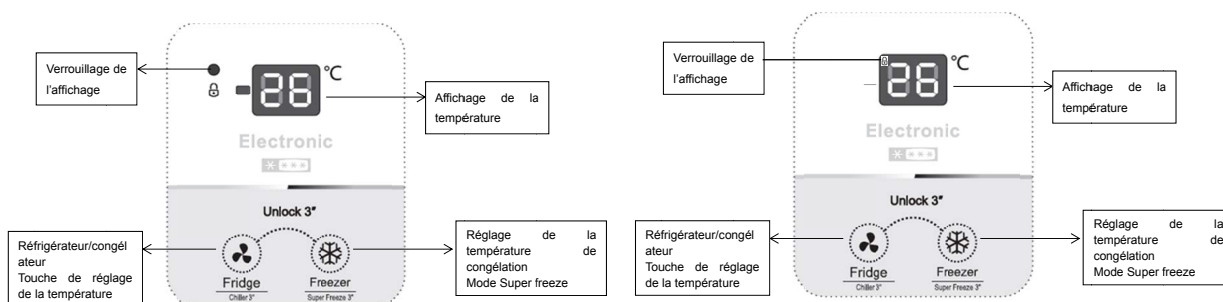 Verrouillage de
l'affichage
88
°C
Affichage de la
température
Electronic
Unlock 3"
Réfrigérateur/congél
ateur
Touche de réglage
de la température
Fridge
Chiller 3"
Freezer
Super Freeze 3"
Réglage de la
température de
congélation
Mode Super freeze
Verrouillage de
l'affichage
26
°C
Affichage de la
température
Electronic
Unlock 3"
Réfrigérateur/congél
ateur
Touche de réglage
de la température
Fridge
Chiller 3"
Freezer
Super Freeze 3"
Réglage de la
température de
congélation
Mode Super freeze